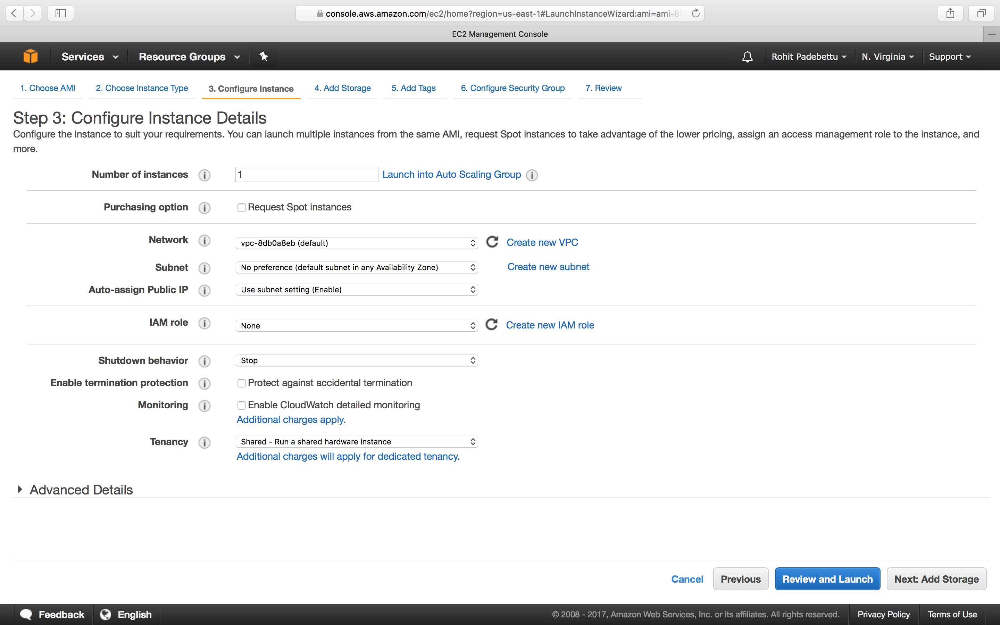 console.aws.amazon.com/ec2/home?region=us-east-1#LaunchInstanceWizard:ami=ami-8
EC2 Management Console
Services Resource Groups Rohit Padebettu N. Virginia Support
1. Choose AMI 2. Choose Instance Type 3. Configure Instance 4. Add Storage 5. Add Tags 6. Configure Security Group 7. Review
Step 3: Configure Instance Details
Configure the instance to suit your requirements. You can launch multiple instances from the same AMI, request Spot instances to take advantage of the lower pricing, assign an access management role to the instance, and
more.
Number of instances 1 Launch into Auto Scaling Group
Purchasing option Request Spot instances
Network vpc-8db0a8eb (default) Create new VPC
Subnet No preference (default subnet in any Availability Zone) Create new subnet
Auto-assign Public IP Use subnet setting (Enable)
IAM role None Create new IAM role
Shutdown behavior Stop
Enable termination protection Protect against accidental termination
Monitoring Enable CloudWatch detailed monitoring
Additional charges apply.
Tenancy Shared - Run a shared hardware instance
Additional charges will apply for dedicated tenancy.
Advanced Details
Cancel Previous Review and Launch Next: Add Storage
Feedback English © 2008 - 2017, Amazon Web Services, Inc. or its affiliates. All rights reserved. Privacy Policy Terms of Use